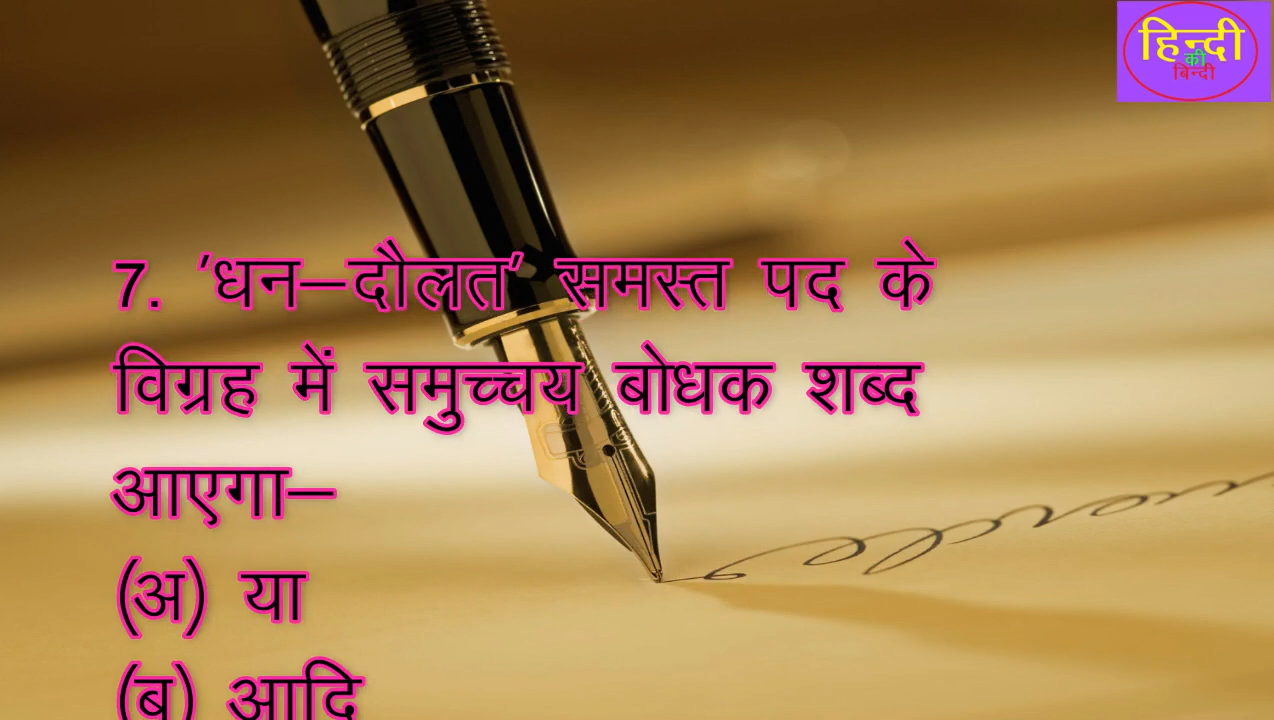 हिन्दी
की
बिन्दी
7. 'धन–दौलत' समस्त पद के
विग्रह में समुच्चय बोधक शब्द
आएगा–
(अ) या
(ब) आदि